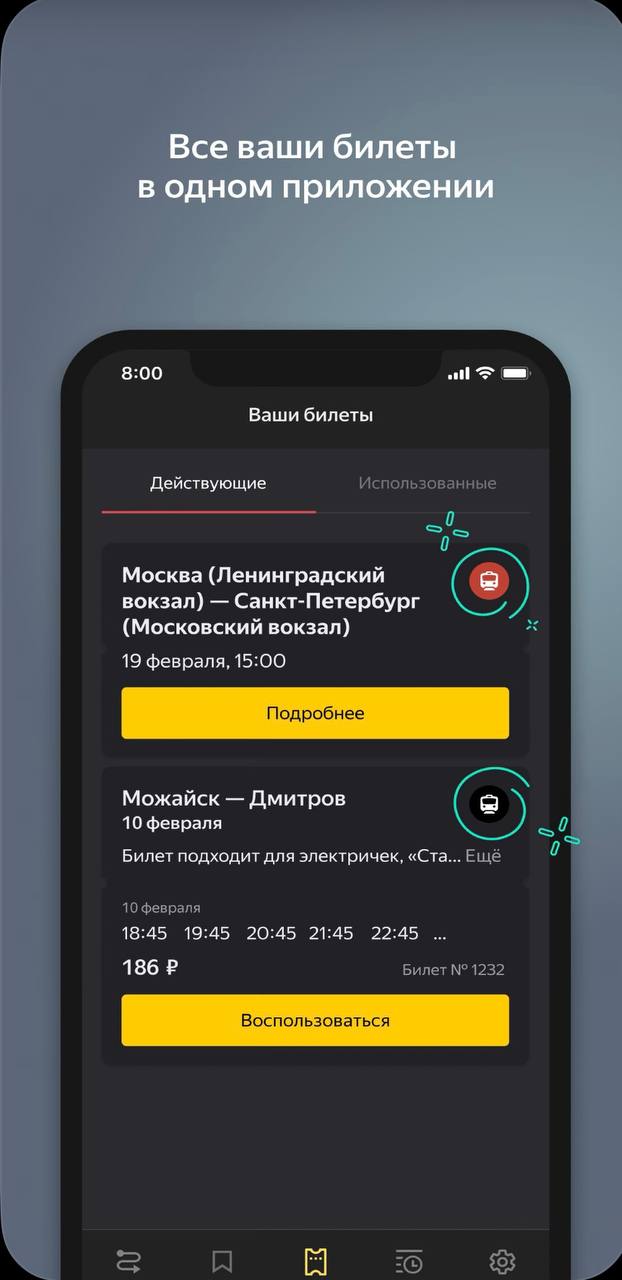 Все ваши билеты
в одном приложении
8:00
Ваши билеты
Действующие
Использованные
Москва (Ленинградский
вокзал) — Санкт-Петербург
(Московский вокзал)
19 февраля, 15:00
Подробнее
Можайск — Дмитров
10 февраля
Билет подходит для электричек, «Ста... Ещё
10 февраля
18:45 19:45 20:45 21:45 22:45 ...
186 ₽
Билет № 1232
Воспользоваться